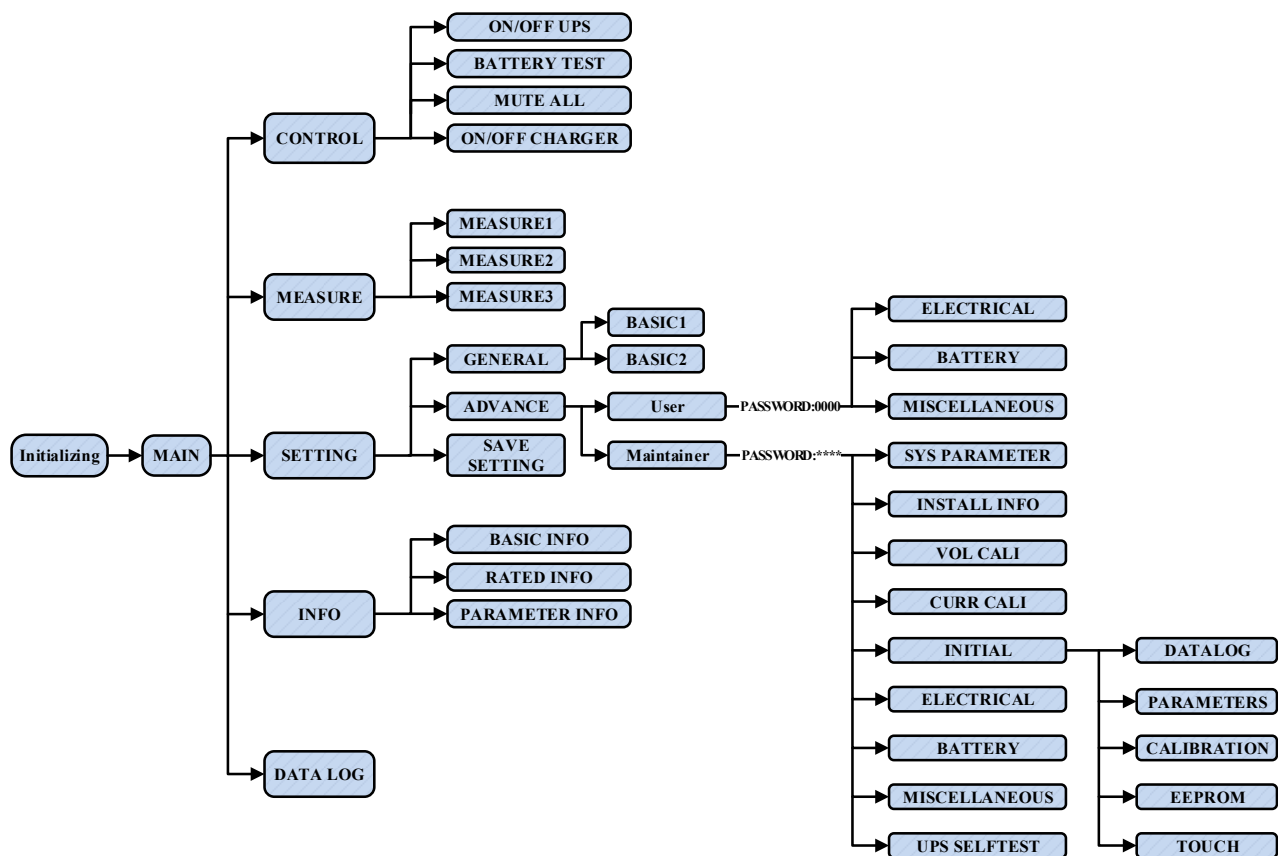 ON/OFF UPS
BATTERY TEST
MUTE ALL
CONTROL
ON/OFF CHARGER
MEASURE1
MEASURE2
MEASURE
MEASURE3
ELECTRICAL
BASIC1
GENERAL
BASIC2
BATTERY
ADVANCE
User
PASSWORD:0000
MISCELLANEOUS
Initializing
MAIN
SETTING
SAVE
SETTING
Maintainer
PASSWORD:****
SYS PARAMETER
INSTALL INFO
BASIC INFO
VOL CALI
RATED INFO
INFO
PARAMETER INFO
CURR CALI
INITIAL
DATALOG
ELECTRICAL
PARAMETERS
BATTERY
CALIBRATION
DATA LOG
MISCELLANEOUS
EEPROM
UPS SELFTEST
TOUCH